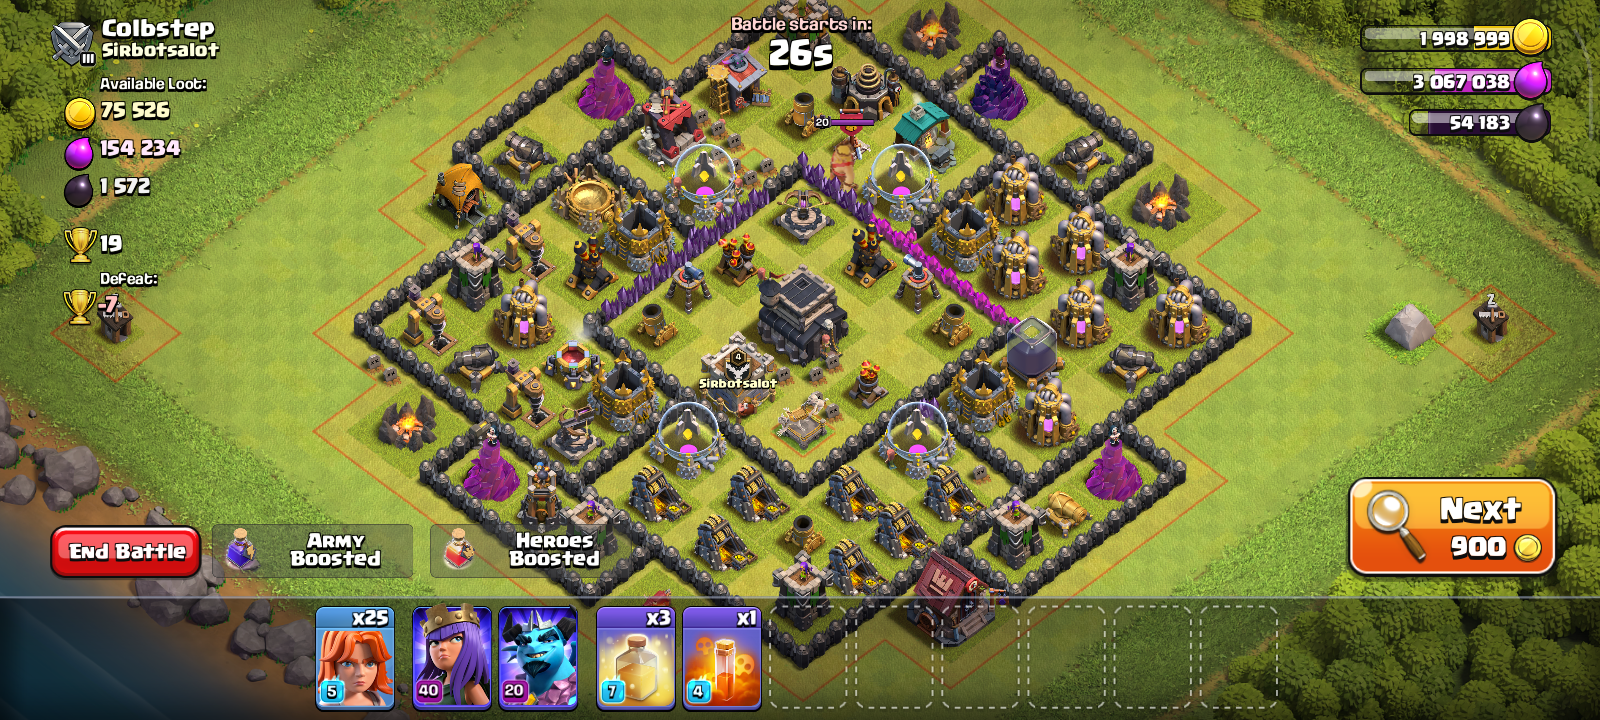 Colbstep
SirbotsaLot
III
Available Loot:
75 526
154 234
1 572
19
Defeat:
-7
Battle starts in:
26s
1 998 999
3 067 038
54 183
20
4
SirbotsaLot
Z
Next
900
End Battle
Army
Boosted
Heroes
Boosted
x25
5
40
20
x3
7
x1
4